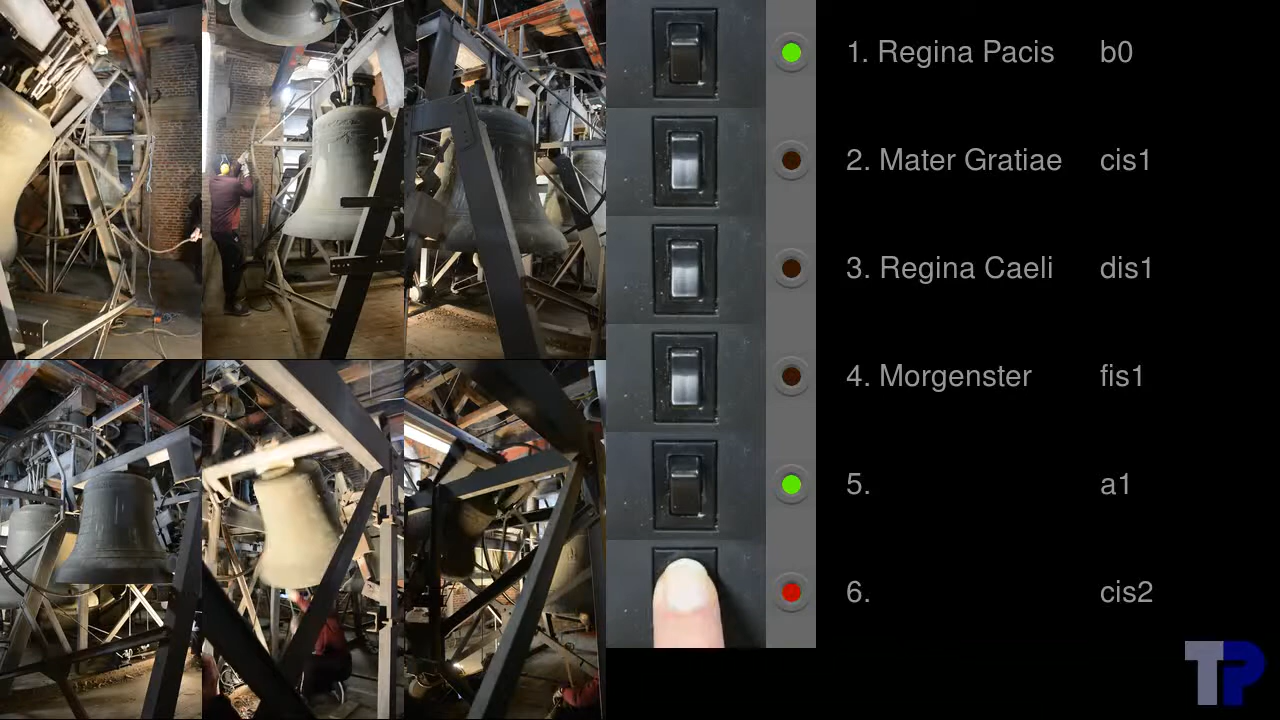 1. Regina Pacis b0
2. Mater Gratiae cis1
3. Regina Caeli dis1
4. Morgenster fis1
5. a1
6. cis2
TP